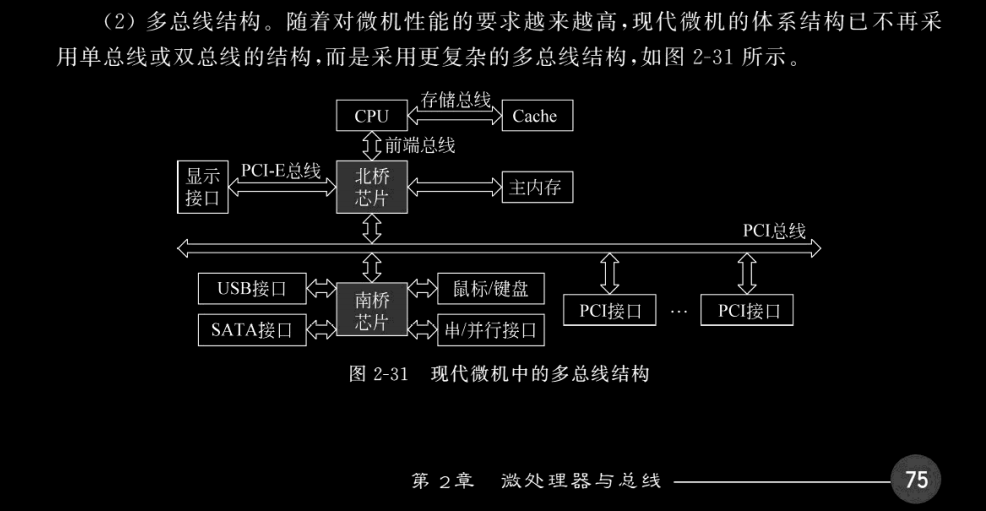 (2) 多总线结构。随着对微机性能的要求越来越高,现代微机的体系结构已不再采
用单总线或双总线的结构,而是采用更复杂的多总线结构,如图 2-31 所示。
CPU
存储总线
Cache
前端总线
显示
接口
PCI-E总线
北桥
芯片
主内存
PCI总线
USB接口
南桥
芯片
鼠标/键盘
SATA接口
串/并行接口
PCI接口
…
PCI接口
图 2-31 现代微机中的多总线结构
第 2 章 微处理器与总线
75